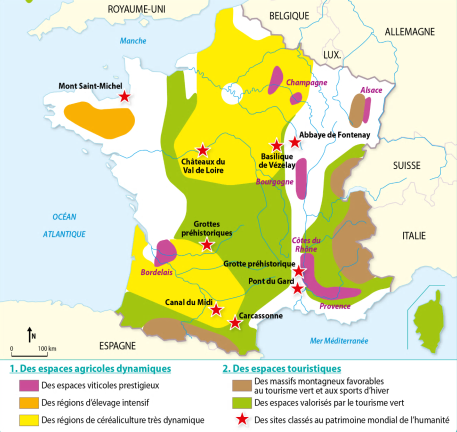 ROYAUME-UNI
BELGIQUE
ALLEMAGNE
LUX.
Manche
Mont Saint-Michel
Champagne
Alsace
Abbaye de Fontenay
Châteaux du
Val de Loire
Basilique
de Vézelay
SUISSE
Bourgogne
OCÉAN
ATLANTIQUE
Grottes
préhistoriques
ITALIE
Côtes du
Rhône
Bordelais
Grotte préhistorique
Pont du Gard
Provence
Canal du Midi
Carcassonne
N
0 100 km
ESPAGNE
Mer Méditerranée
1. Des espaces agricoles dynamiques
Des espaces viticoles prestigieux
Des régions d'élevage intensif
Des régions de céréaliculture très dynamique
2. Des espaces touristiques
Des massifs montagneux favorables
au tourisme vert et aux sports d'hiver
Des espaces valorisés par le tourisme vert
Des sites classés au patrimoine mondial de l'humanité